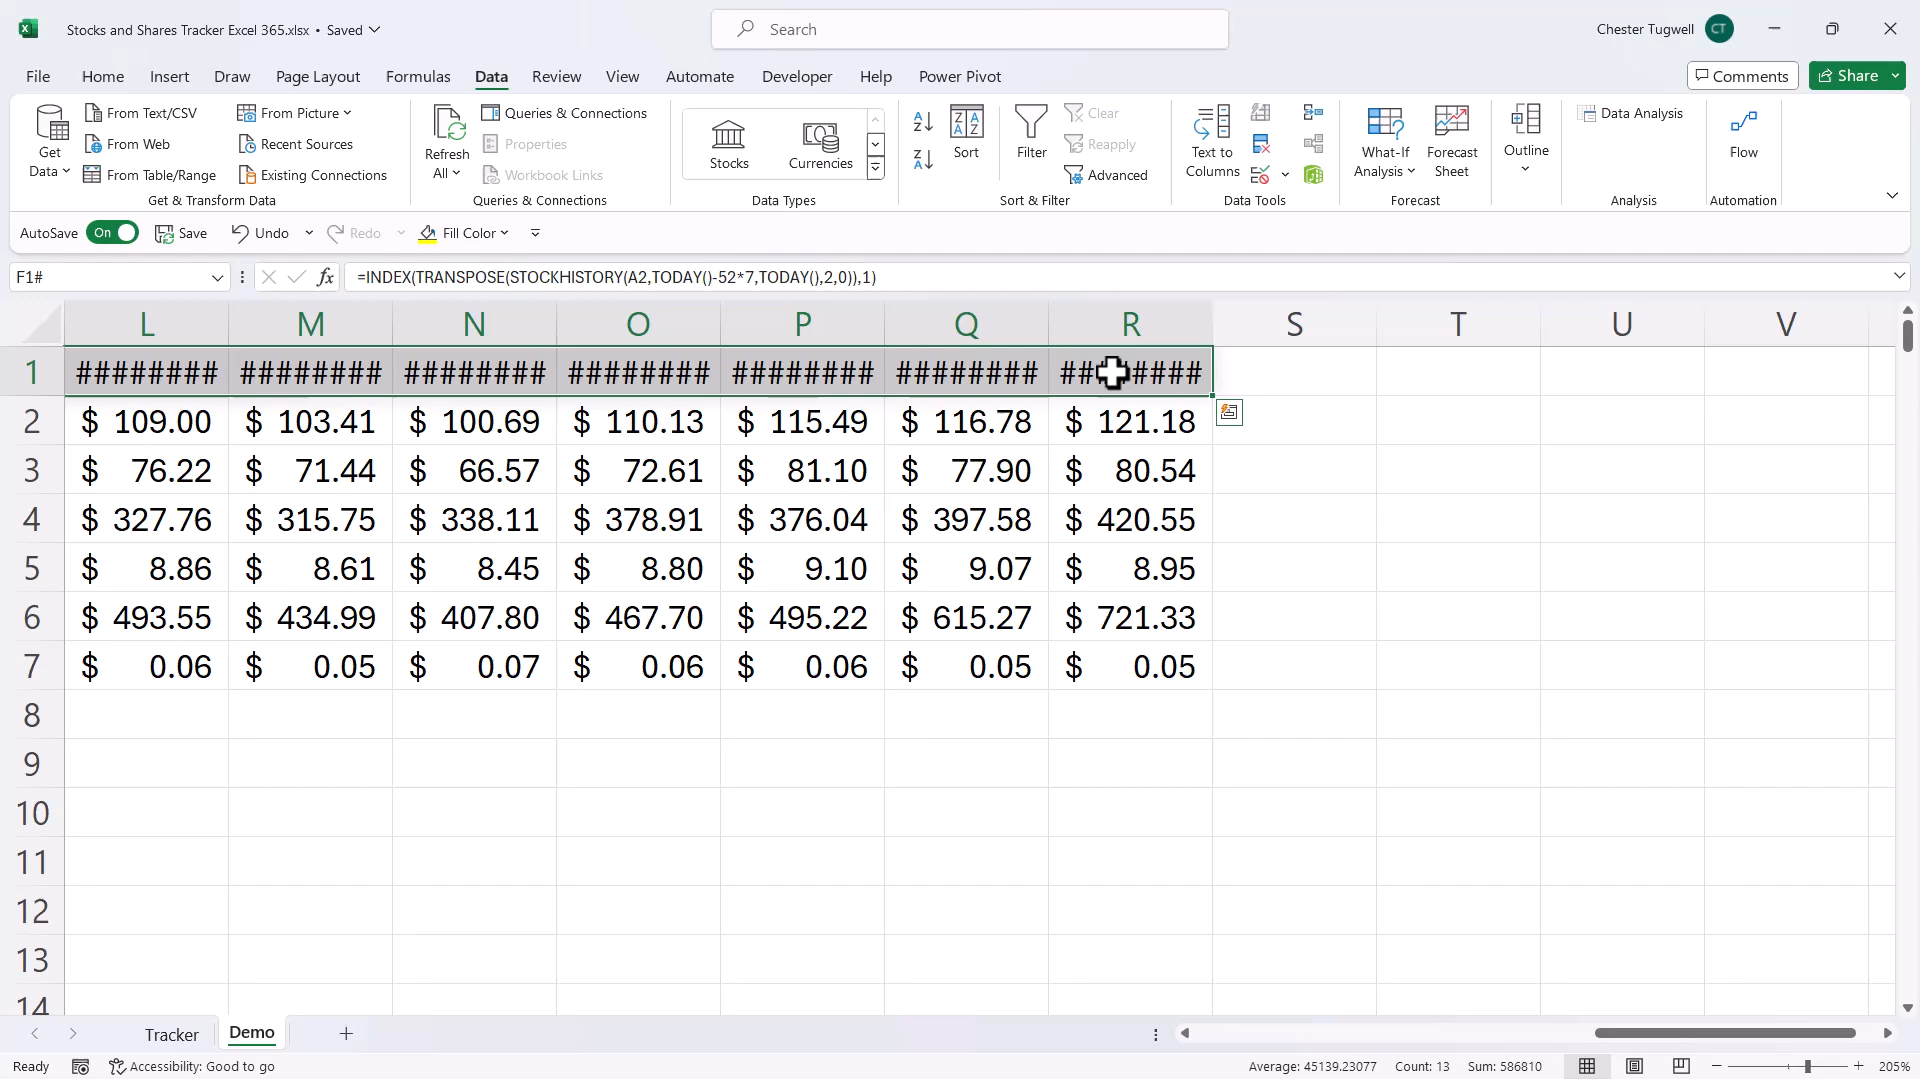 Stocks and Shares Tracker Excel 365.xlsx • Saved
Search
Chester Tugwell CT
File Home Insert Draw Page Layout Formulas Data Review View Automate Developer Help Power Pivot
Comments Share
Get Data
From Text/CSV
From Web
From Table/Range
From Picture
Recent Sources
Existing Connections
Get & Transform Data
Refresh All
Queries & Connections
Properties
Workbook Links
Queries & Connections
Stocks Currencies
Data Types
Sort
Filter
Clear
Reapply
Advanced
Sort & Filter
Text to Columns
Data Tools
What-If Analysis
Forecast Sheet
Forecast
Outline
Data Analysis
Analysis
Flow
Automation
AutoSave On Save Undo Redo Fill Color
F1# fx =INDEX(TRANSPOSE(STOCKHISTORY(A2,TODAY()-52*7,TODAY(),2,0)),1)
L M N O P Q R S T U V
1 ######## ######## ######## ######## ######## ######## ########
2 $ 109.00 $ 103.41 $ 100.69 $ 110.13 $ 115.49 $ 116.78 $ 121.18
3 $ 76.22 $ 71.44 $ 66.57 $ 72.61 $ 81.10 $ 77.90 $ 80.54
4 $ 327.76 $ 315.75 $ 338.11 $ 378.91 $ 376.04 $ 397.58 $ 420.55
5 $ 8.86 $ 8.61 $ 8.45 $ 8.80 $ 9.10 $ 9.07 $ 8.95
6 $ 493.55 $ 434.99 $ 407.80 $ 467.70 $ 495.22 $ 615.27 $ 721.33
7 $ 0.06 $ 0.05 $ 0.07 $ 0.06 $ 0.06 $ 0.05 $ 0.05
8
9
10
11
12
13
14
Tracker Demo
Ready Accessibility: Good to go Average: 45139.23077 Count: 13 Sum: 586810 205%